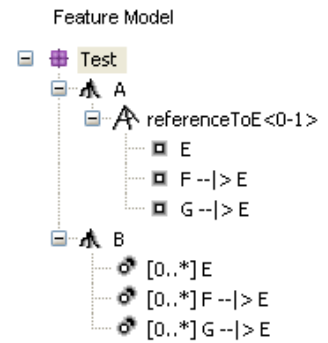 Feature Model
Test
A
referenceToE<0-1>
E
F --|> E
G --|> E
B
[0..*] E
[0..*] F --|> E
[0..*] G --|> E